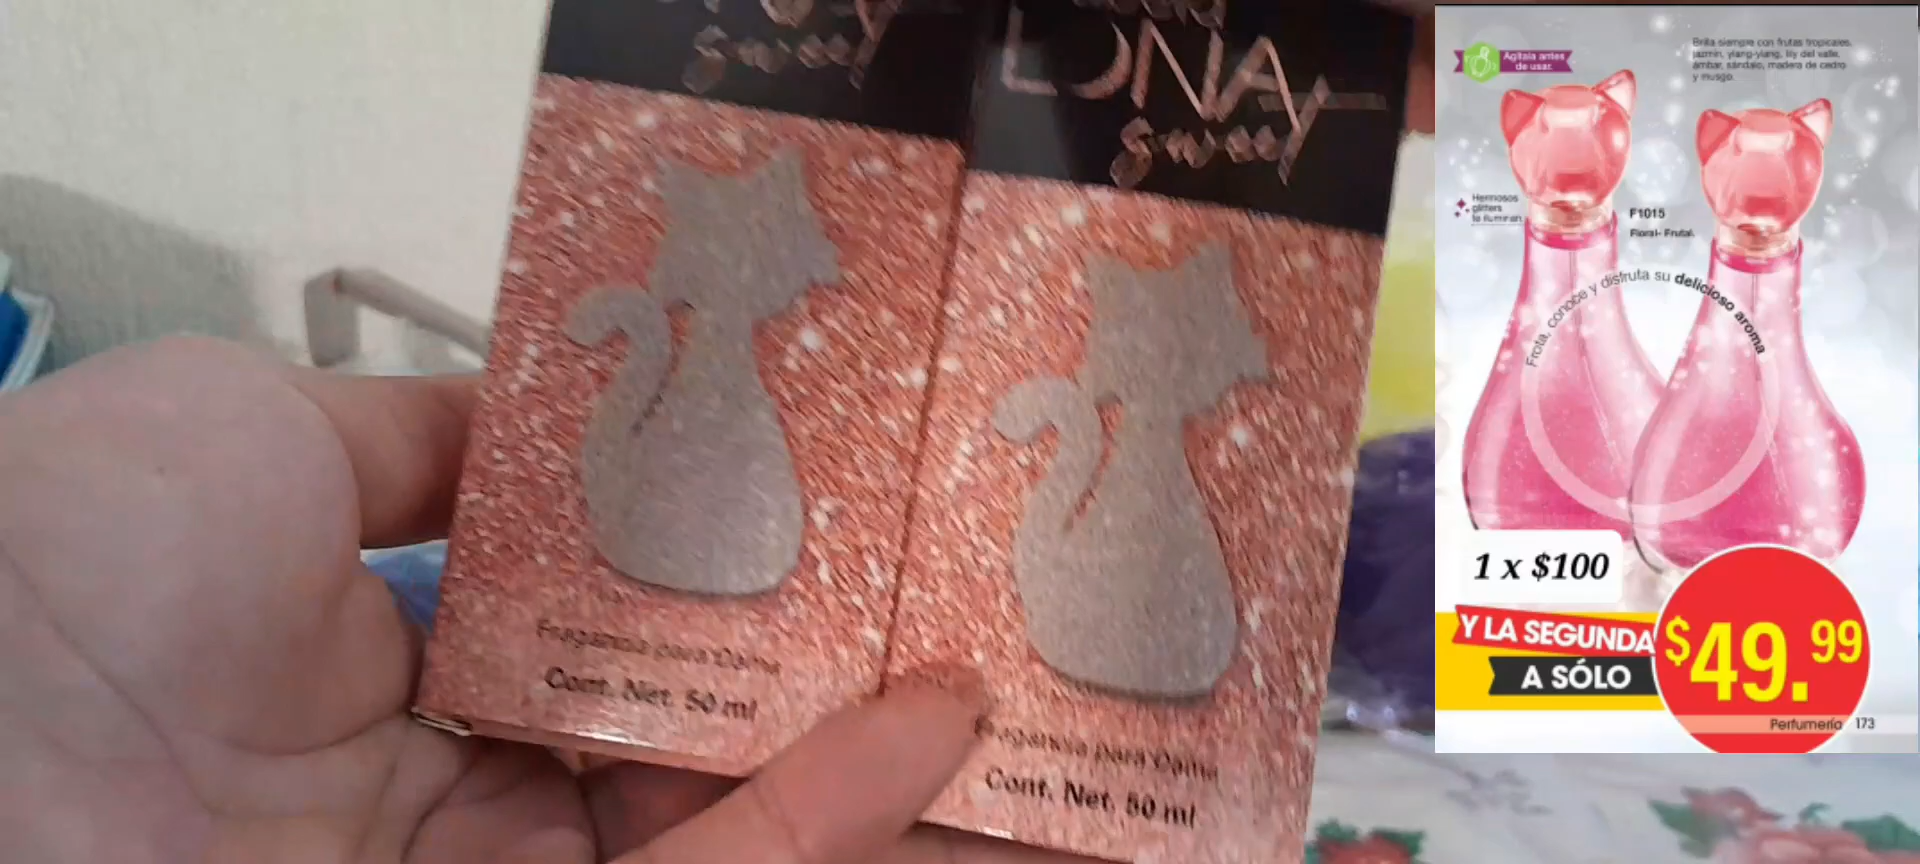 Sweet
LUNA
Sweet
Fragancia para Dama
Cont. Net. 50 ml
Fragancia para Dama
Cont. Net. 50 ml
Agítala antes
de usar.
Brilla siempre con frutas tropicales,
jazmín, ylang-ylang, lily del valle,
ámbar, sándalo, madera de cedro
y musgo.
Hermosos
glitters
te iluminan.
F1015
Floral- Frutal.
Frota, conoce y disfruta su delicioso aroma
1 x $100
Y LA SEGUNDA
A SÓLO
$49.99
Perfumería 173